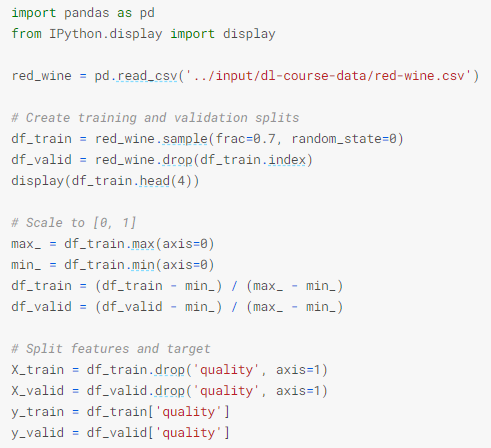 import pandas as pd
from IPython.display import display
red_wine = pd.read_csv('../input/dl-course-data/red-wine.csv')
# Create training and validation splits
df_train = red_wine.sample(frac=0.7, random_state=0)
df_valid = red_wine.drop(df_train.index)
display(df_train.head(4))
# Scale to [0, 1]
max_ = df_train.max(axis=0)
min_ = df_train.min(axis=0)
df_train = (df_train - min_) / (max_ - min_)
df_valid = (df_valid - min_) / (max_ - min_)
# Split features and target
X_train = df_train.drop('quality', axis=1)
X_valid = df_valid.drop('quality', axis=1)
y_train = df_train['quality']
y_valid = df_valid['quality']